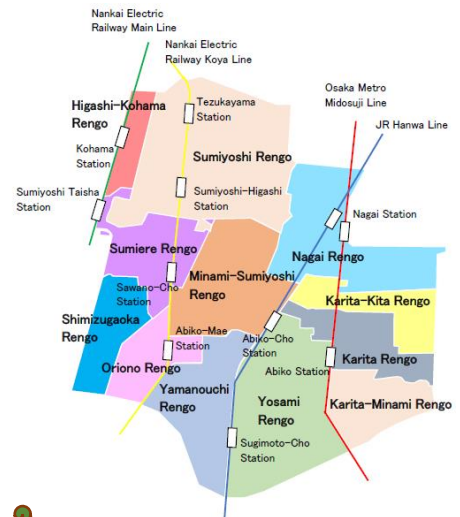 Nankai Electric
Railway Main Line
Nankai Electric
Railway Koya Line
Osaka Metro
Midosuji Line
JR Hanwa Line
Higashi-Kohama
Rengo
Tezukayama
Station
Kohama
Station
Sumiyoshi Rengo
Sumiyoshi Taisha
Station
Sumiyoshi-Higashi
Station
Nagai Station
Sumiere Rengo
Nagai Rengo
Minami-Sumiyoshi
Rengo
Sawano-Cho
Station
Karita-Kita Rengo
Shimizugaoka
Rengo
Abiko-Mae
Station
Abiko-Cho
Station
Karita Rengo
Abiko Station
Oriono Rengo
Yamanouchi
Rengo
Yosami
Rengo
Karita-Minami Rengo
Sugimoto-Cho
Station